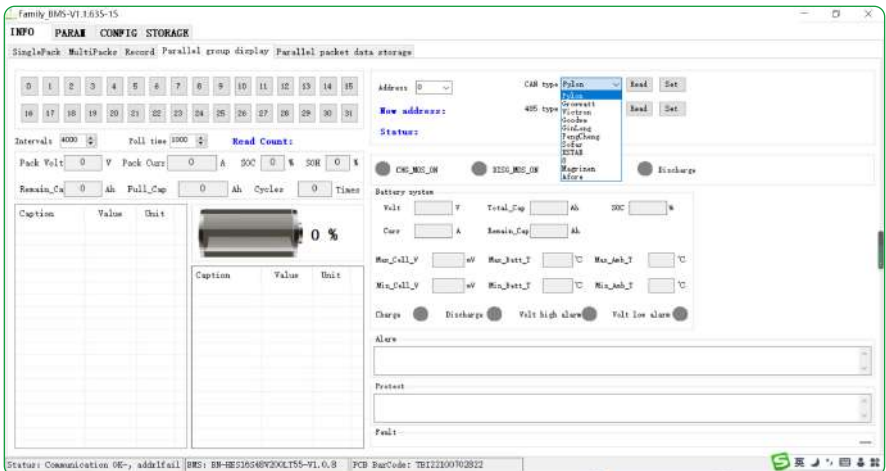 Family_BMS-V1.1.635-15
INFO PARAM CONFIG STORAGE
SinglePack MultiPacks Record Parallel group display Parallel packet data storage
0 1 2 3 4 5 6 7 8 9 10 11 12 13 14 15
16 17 18 19 20 21 22 23 24 25 26 27 28 29 30 31
Intervals 4000 Poll time 1000 Read Count:
Pack Volt 0 V Pack Curr 0 A SOC 0 % SOH 0 %
Remain_Ca 0 Ah Full_Cap 0 Ah Cycles 0 Times
Caption Value Unit
0 %
Caption Value Unit
Address 0
CAN type Pylon Read Set
Now address:
485 type Read Set
Status:
Pylon
Growatt
Victron
Goodwe
GinLong
FengCheng
Sofar
Magrinen
Afore
CHG_MOS_ON DISG_MOS_ON Discharge
Battery system
Volt V Total_Cap Ah SOC %
Curr A Remain_Cap Ah
Max_Cell_V mV Max_Batt_T ℃ Max_Amb_T ℃
Min_Cell_V mV Min_Batt_T ℃ Min_Amb_T ℃
Charge Discharge Volt high alarm Volt low alarm
Alarm
Protect
Fault
Status: Communication OK~, addr1fail BMS: BN-HES16S48V200LT55-V1.0.8 PCB BarCode: TBI22100702822
英